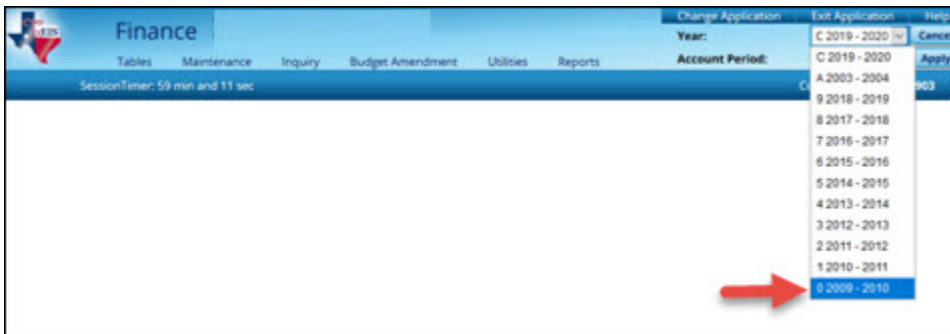 Change Application Exit Application Help
Finance
Year: C 2019 - 2020 Cance
Tables Maintenance Inquiry Budget Amendment Utilities Reports
Account Period: Apply
SessionTimer: 59 min and 11 sec
903
C 2019 - 2020
A 2003 - 2004
9 2018 - 2019
8 2017 - 2018
7 2016 - 2017
6 2015 - 2016
5 2014 - 2015
4 2013 - 2014
3 2012 - 2013
2 2011 - 2012
1 2010 - 2011
0 2009 - 2010